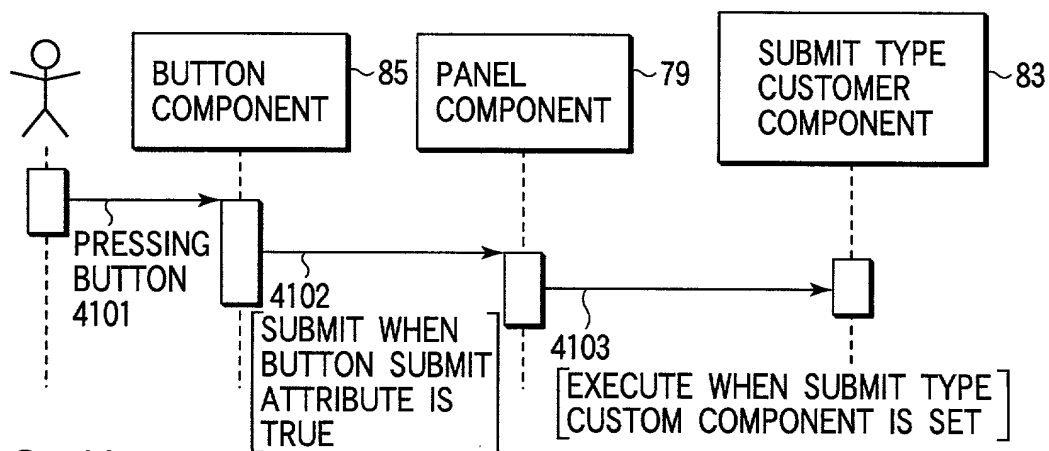 BUTTON
COMPONENT
85
PANEL
COMPONENT
79
SUBMIT TYPE
CUSTOMER
COMPONENT
83
PRESSING
BUTTON
4101
4102
SUBMIT WHEN
BUTTON SUBMIT
ATTRIBUTE IS
TRUE
4103
EXECUTE WHEN SUBMIT TYPE
CUSTOM COMPONENT IS SET